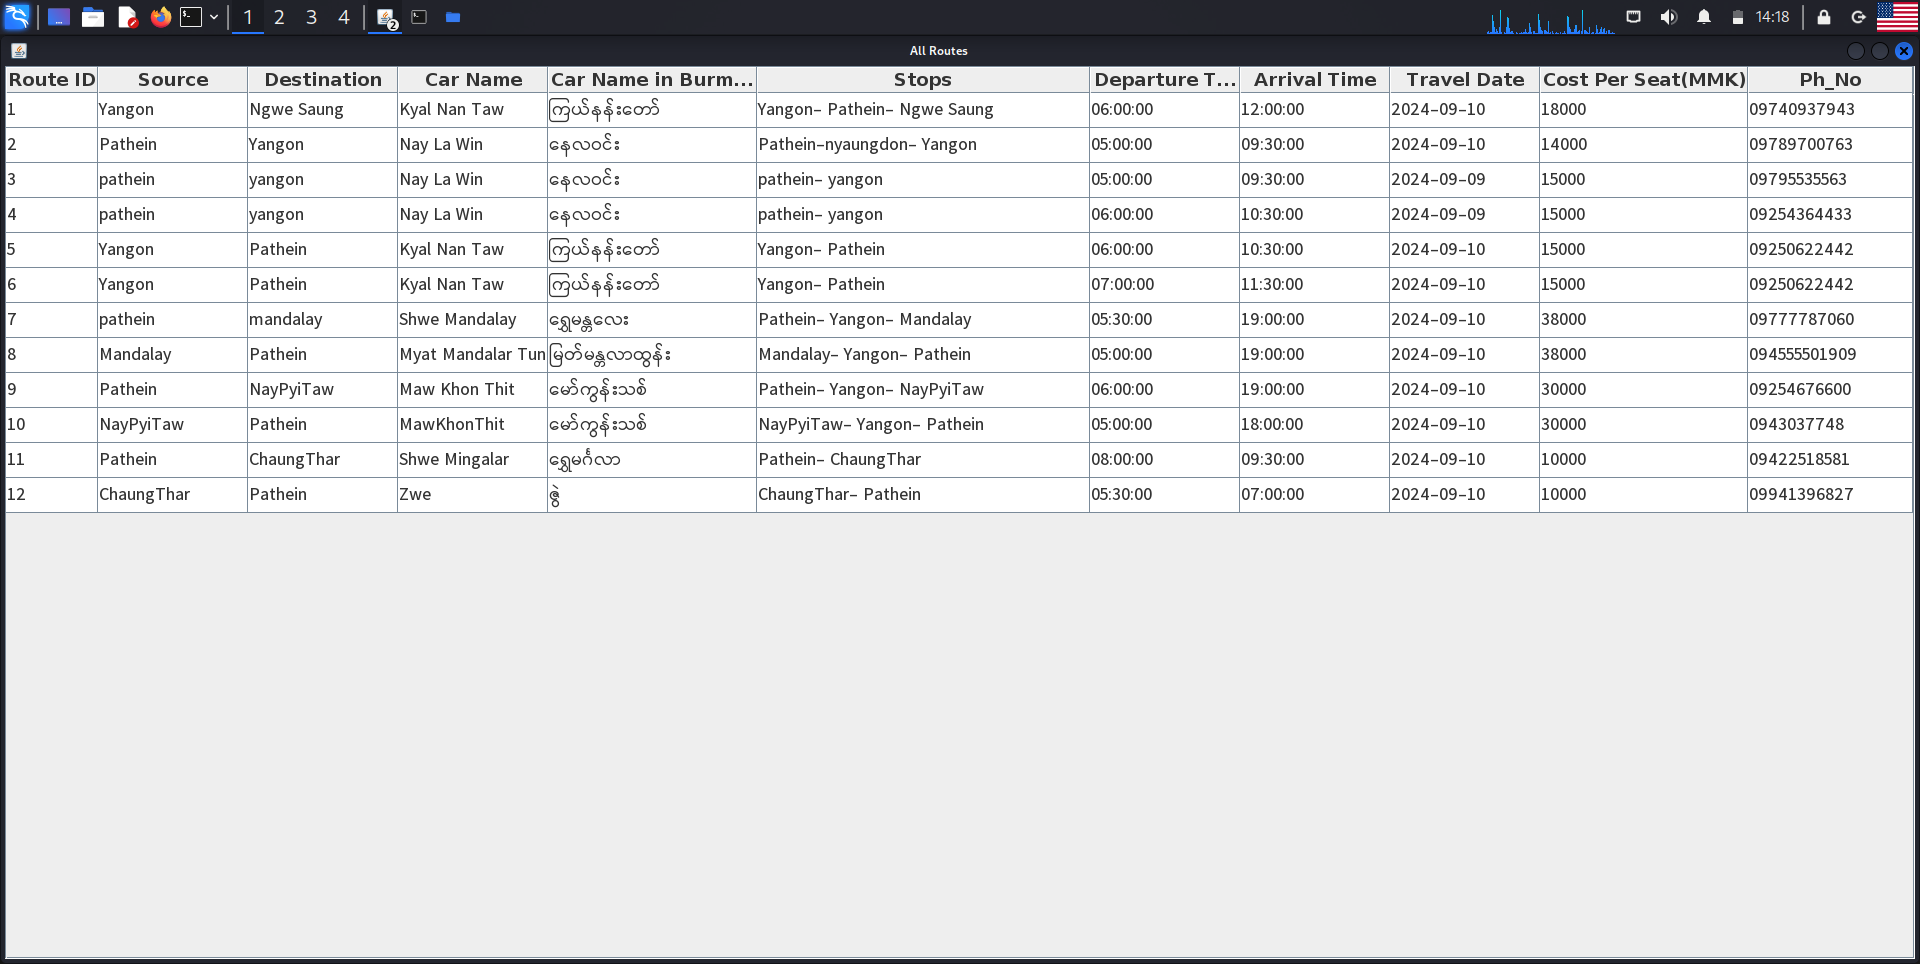 1 2 3 4 2 14:18
All Routes
Route ID Source Destination Car Name Car Name in Burm... Stops Departure T... Arrival Time Travel Date Cost Per Seat(MMK) Ph_No
1 Yangon Ngwe Saung Kyal Nan Taw ကြယ်နန်းတော် Yangon- Pathein- Ngwe Saung 06:00:00 12:00:00 2024-09-10 18000 09740937943
2 Pathein Yangon Nay La Win နေလဝင်း Pathein-nyaungdon- Yangon 05:00:00 09:30:00 2024-09-10 14000 09789700763
3 pathein yangon Nay La Win နေလဝင်း pathein- yangon 05:00:00 09:30:00 2024-09-09 15000 09795535563
4 pathein yangon Nay La Win နေလဝင်း pathein- yangon 06:00:00 10:30:00 2024-09-09 15000 09254364433
5 Yangon Pathein Kyal Nan Taw ကြယ်နန်းတော် Yangon- Pathein 06:00:00 10:30:00 2024-09-10 15000 09250622442
6 Yangon Pathein Kyal Nan Taw ကြယ်နန်းတော် Yangon- Pathein 07:00:00 11:30:00 2024-09-10 15000 09250622442
7 pathein mandalay Shwe Mandalay ရွှေမန္တလေး Pathein- Yangon- Mandalay 05:30:00 19:00:00 2024-09-10 38000 09777787060
8 Mandalay Pathein Myat Mandalar Tun မြတ်မန္တလာထွန်း Mandalay- Yangon- Pathein 05:00:00 19:00:00 2024-09-10 38000 094555501909
9 Pathein NayPyiTaw Maw Khon Thit မော်ကွန်းသစ် Pathein- Yangon- NayPyiTaw 06:00:00 19:00:00 2024-09-10 30000 09254676600
10 NayPyiTaw Pathein MawKhonThit မော်ကွန်းသစ် NayPyiTaw- Yangon- Pathein 05:00:00 18:00:00 2024-09-10 30000 0943037748
11 Pathein ChaungThar Shwe Mingalar ရွှေမင်္ဂလာ Pathein- ChaungThar 08:00:00 09:30:00 2024-09-10 10000 09422518581
12 ChaungThar Pathein Zwe ဇွဲ ChaungThar- Pathein 05:30:00 07:00:00 2024-09-10 10000 09941396827